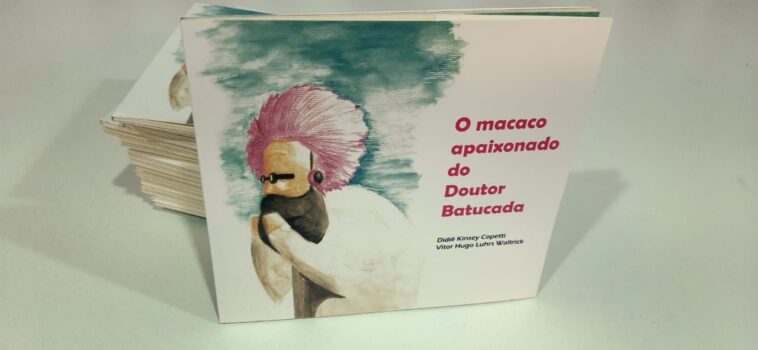 O macaco
apaixonado
do
Doutor
Batucada
Didiê Kinsey Copetti
Vitor Hugo Luhrs Waltrick